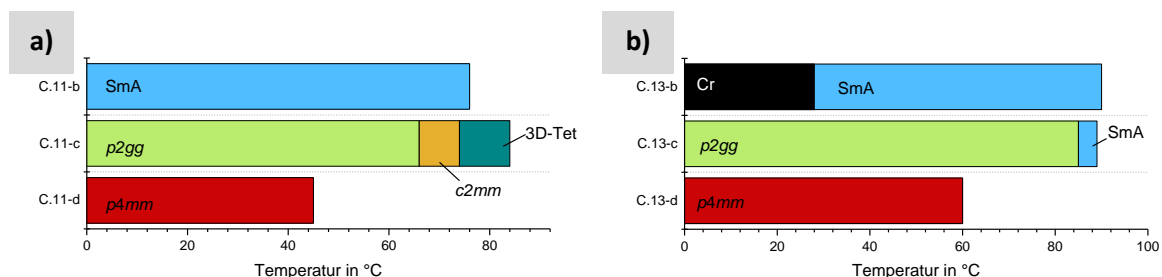 a)
C.11-b
SmA
C.11-c
p2gg
3D-Tet
c2mm
C.11-d
p4mm
0 20 40 60 80
Temperatur in °C
b)
C.13-b
Cr
SmA
C.13-c
p2gg
SmA
C.13-d
p4mm
0 20 40 60 80 100
Temperatur in °C